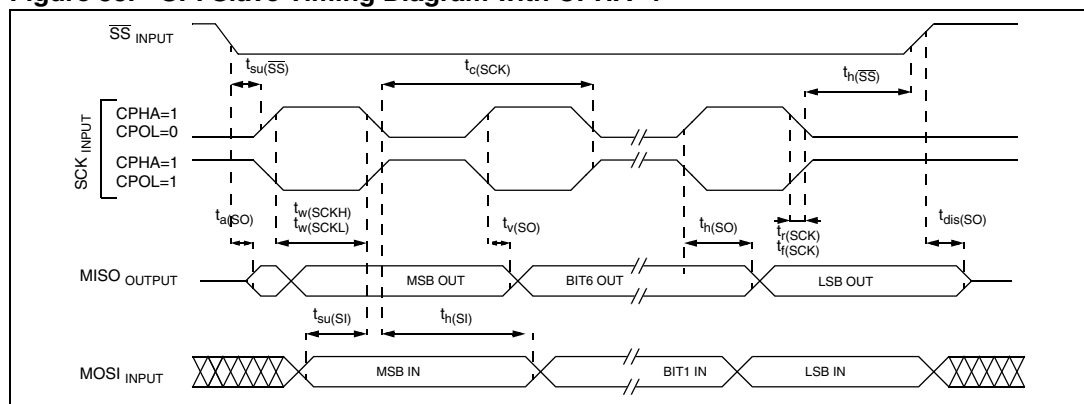 SPI Slave Timing Diagram with CPHA=1
SS INPUT
tsu(SS)
tc(SCK)
th(SS)
SCK INPUT
CPHA=1
CPOL=0
CPHA=1
CPOL=1
ta(SO)
tw(SCKH)
tw(SCKL)
tv(SO)
th(SO)
tr(SCK)
tf(SCK)
tdis(SO)
MISO OUTPUT
MSB OUT
BIT6 OUT
LSB OUT
tsu(SI)
th(SI)
MOSI INPUT
MSB IN
BIT1 IN
LSB IN